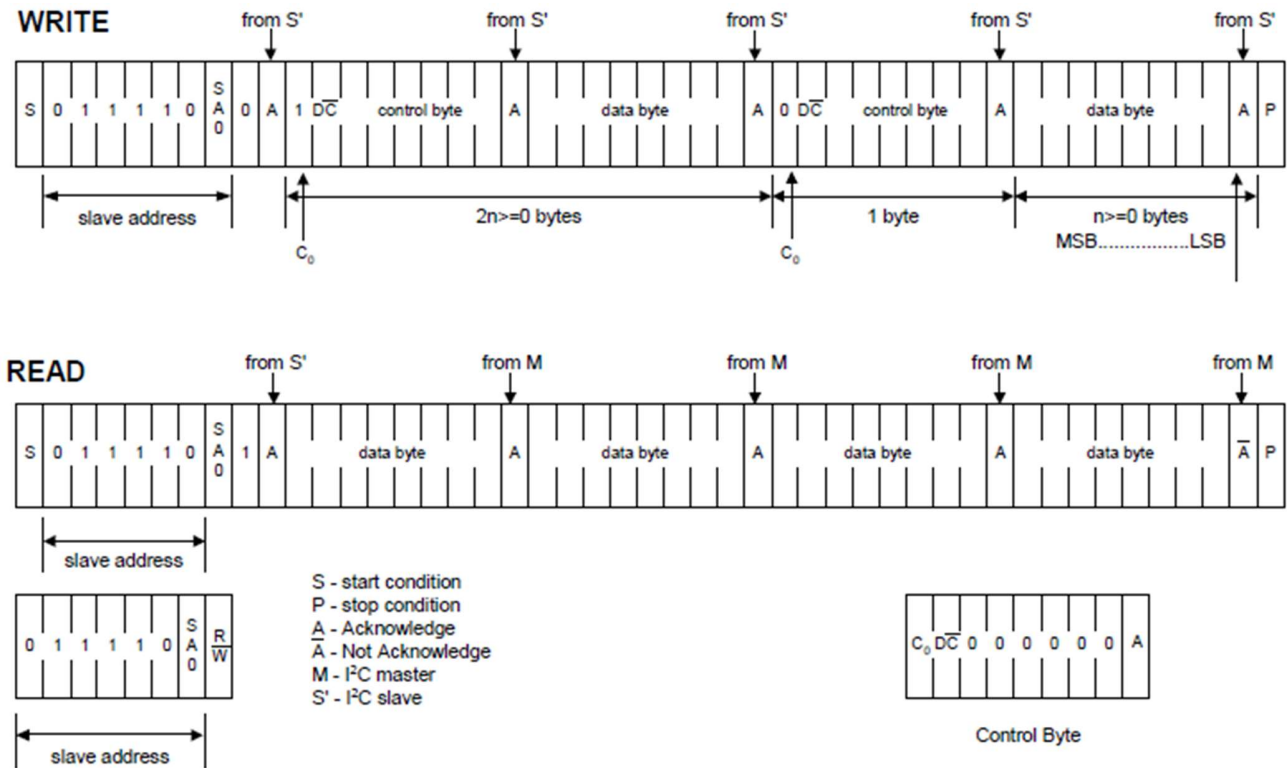 WRITE
from S' from S' from S' from S' from S'
S 0 1 1 1 1 0 SA0 0 A 1 DC̅ control byte A data byte A 0 DC̅ control byte A data byte A P
slave address 2n>=0 bytes 1 byte n>=0 bytes
MSB.................LSB
C₀ C₀
READ
from S' from M from M from M from M
S 0 1 1 1 1 0 SA0 1 A data byte A data byte A data byte A data byte A̅ P
slave address
S - start condition
P - stop condition
A - Acknowledge
A̅ - Not Acknowledge
M - I²C master
S' - I²C slave
0 1 1 1 1 0 SA0 R/W̅
slave address
C₀ DC̅ 0 0 0 0 0 0 A
Control Byte